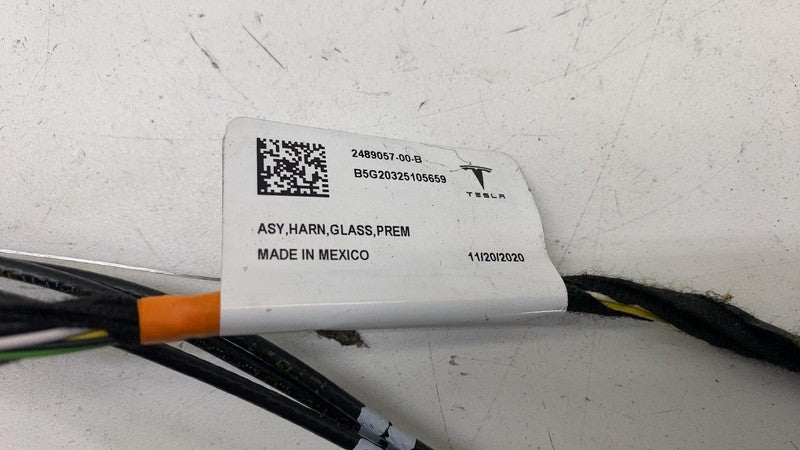 2489057-00-B
B5G20325105659
TESLA
ASY,HARN,GLASS,PREM
MADE IN MEXICO
11/20/2020